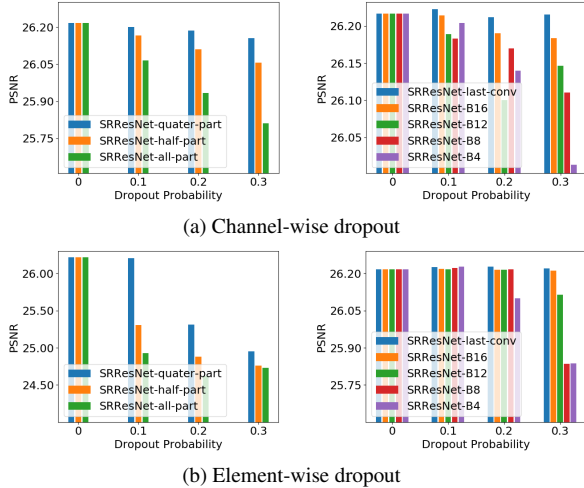 PSNR
26.20
26.05
25.90
25.75
SRResNet-quater-part
SRResNet-half-part
SRResNet-all-part
0 0.1 0.2 0.3
Dropout Probability
PSNR
26.20
26.15
26.10
26.05
SRResNet-last-conv
SRResNet-B16
SRResNet-B12
SRResNet-B8
SRResNet-B4
0 0.1 0.2 0.3
Dropout Probability
(a) Channel-wise dropout
PSNR
26.00
25.50
25.00
24.50
SRResNet-quater-part
SRResNet-half-part
SRResNet-all-part
0 0.1 0.2 0.3
Dropout Probability
PSNR
26.20
26.05
25.90
25.75
SRResNet-last-conv
SRResNet-B16
SRResNet-B12
SRResNet-B8
SRResNet-B4
0 0.1 0.2 0.3
Dropout Probability
(b) Element-wise dropout